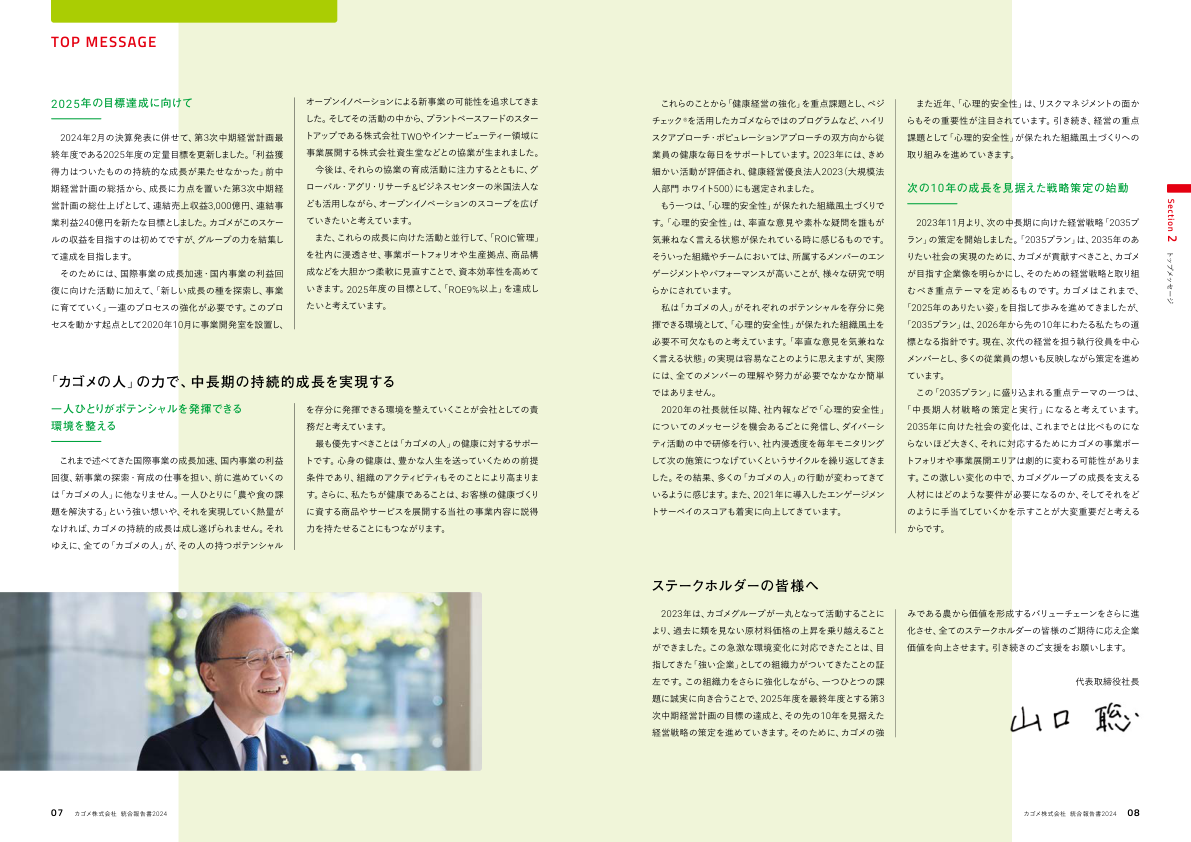 TOP MESSAGE
2025年の目標達成に向けて
　2024年2月の決算発表に併せて、第3次中期経営計画最
終年度である2025年度の定量目標を更新しました。「利益獲
得力はついたものの持続的な成長が果たせなかった」前中
期経営計画の総括から、成長に力点を置いた第3次中期経
営計画の総仕上げとして、連結売上収益3,000億円、連結事
業利益240億円を新たな目標としました。カゴメがこのスケー
ルの収益を目指すのは初めてですが、グループの力を結集し
て達成を目指します。
　そのためには、国際事業の成長加速・国内事業の利益回
復に向けた活動に加えて、「新しい成長の種を探索し、事業
に育てていく」一連のプロセスの強化が必要です。このプロ
セスを動かす起点として2020年10月に事業開発室を設置し、
オープンイノベーションによる新事業の可能性を追求してきま
した。そしてその活動の中から、プラントベースフードのスター
トアップである株式会社TWOやインナービューティー領域に
事業展開する株式会社資生堂などとの協業が生まれました。
　今後は、それらの協業の育成活動に注力するとともに、グ
ローバル・アグリ・リサーチ&ビジネスセンターの米国法人な
ども活用しながら、オープンイノベーションのスコープを広げ
ていきたいと考えています。
　また、これらの成長に向けた活動と並行して、「ROIC管理」
を社内に浸透させ、事業ポートフォリオや生産拠点、商品構
成などを大胆かつ柔軟に見直すことで、資本効率性を高めて
いきます。2025年度の目標として、「ROE9%以上」を達成し
たいと考えています。
「カゴメの人」の力で、中長期の持続的成長を実現する
一人ひとりがポテンシャルを発揮できる
環境を整える
　これまで述べてきた国際事業の成長加速、国内事業の利益
回復、新事業の探索・育成の仕事を担い、前に進めていくの
は「カゴメの人」に他なりません。一人ひとりに「農や食の課
題を解決する」という強い想いや、それを実現していく熱量が
なければ、カゴメの持続的成長は成し遂げられません。それ
ゆえに、全ての「カゴメの人」が、その人の持つポテンシャル
を存分に発揮できる環境を整えていくことが会社としての責
務だと考えています。
　最も優先すべきことは「カゴメの人」の健康に対するサポー
トです。心身の健康は、豊かな人生を送っていくための前提
条件であり、組織のアクティビティもそのことにより高まりま
す。さらに、私たちが健康であることは、お客様の健康づくり
に資する商品やサービスを展開する当社の事業内容に説得
力を持たせることにもつながります。
07 カゴメ株式会社 統合報告書2024
　これらのことから「健康経営の強化」を重点課題とし、ベジ
チェック®を活用したカゴメならではのプログラムなど、ハイリ
スクアプローチ・ポピュレーションアプローチの双方向から従
業員の健康な毎日をサポートしています。2023年には、きめ
細かい活動が評価され、健康経営優良法人2023（大規模法
人部門 ホワイト500）にも選定されました。
　もう一つは、「心理的安全性」が保たれた組織風土づくりで
す。「心理的安全性」は、率直な意見や素朴な疑問を誰もが
気兼ねなく言える状態が保たれている時に感じるものです。
そういった組織やチームにおいては、所属するメンバーのエン
ゲージメントやパフォーマンスが高いことが、様々な研究で明
らかにされています。
　私は「カゴメの人」がそれぞれのポテンシャルを存分に発
揮できる環境として、「心理的安全性」が保たれた組織風土を
必要不可欠なものと考えています。「率直な意見を気兼ねな
く言える状態」の実現は容易なことのように思えますが、実際
には、全てのメンバーの理解や努力が必要でなかなか簡単
ではありません。
　2020年の社長就任以降、社内報などで「心理的安全性」
についてのメッセージを機会あるごとに発信し、ダイバーシ
ティ活動の中で研修を行い、社内浸透度を毎年モニタリング
して次の施策につなげていくというサイクルを繰り返してきま
した。その結果、多くの「カゴメの人」の行動が変わってきて
いるように感じます。また、2021年に導入したエンゲージメン
トサーベイのスコアも着実に向上してきています。
　また近年、「心理的安全性」は、リスクマネジメントの面か
らもその重要性が注目されています。引き続き、経営の重点
課題として「心理的安全性」が保たれた組織風土づくりへの
取り組みを進めていきます。
次の10年の成長を見据えた戦略策定の始動
　2023年11月より、次の中長期に向けた経営戦略「2035プ
ラン」の策定を開始しました。「2035プラン」は、2035年のあ
りたい社会の実現のために、カゴメが貢献すべきこと、カゴメ
が目指す企業像を明らかにし、そのための経営戦略と取り組
むべき重点テーマを定めるものです。カゴメはこれまで、
「2025年のありたい姿」を目指して歩みを進めてきましたが、
「2035プラン」は、2026年から先の10年にわたる私たちの道
標となる指針です。現在、次代の経営を担う執行役員を中心
メンバーとし、多くの従業員の想いも反映しながら策定を進め
ています。
　この「2035プラン」に盛り込まれる重点テーマの一つは、
「中長期人材戦略の策定と実行」になると考えています。
2035年に向けた社会の変化は、これまでとは比べものにな
らないほど大きく、それに対応するためにカゴメの事業ポー
トフォリオや事業展開エリアは劇的に変わる可能性がありま
す。この激しい変化の中で、カゴメグループの成長を支える
人材にはどのような要件が必要になるのか、そしてそれをど
のように手当てしていくかを示すことが大変重要だと考える
からです。
ステークホルダーの皆様へ
　2023年は、カゴメグループが一丸となって活動することに
より、過去に類を見ない原材料価格の上昇を乗り越えること
ができました。この急激な環境変化に対応できたことは、目
指してきた「強い企業」としての組織力がついてきたことの証
左です。この組織力をさらに強化しながら、一つひとつの課
題に誠実に向き合うことで、2025年度を最終年度とする第3
次中期経営計画の目標の達成と、その先の10年を見据えた
経営戦略の策定を進めていきます。そのために、カゴメの強
みである農から価値を形成するバリューチェーンをさらに進
化させ、全てのステークホルダーの皆様のご期待に応え企業
価値を向上させます。引き続きのご支援をお願いします。
代表取締役社長
山口 聡
Section 2
トップメッセージ
カゴメ株式会社 統合報告書2024 08